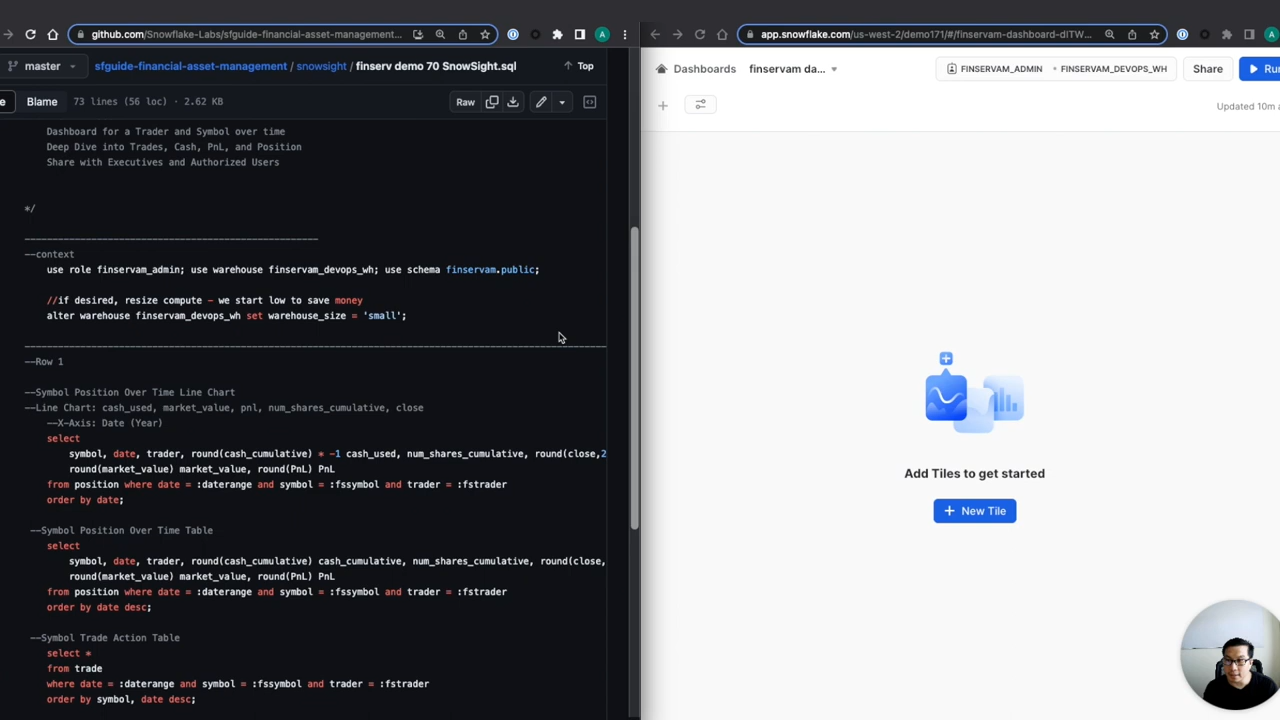 github.com/Snowflake-Labs/sfguide-financial-asset-management...
master
sfguide-financial-asset-management / snowsight / finserv demo 70 SnowSight.sql
Top
e
Blame
73 lines (56 loc) · 2.62 KB
Raw
Dashboard for a Trader and Symbol over time
Deep Dive into Trades, Cash, PnL, and Position
Share with Executives and Authorized Users
*/
----------------------------------------------------
--context
use role finservam_admin; use warehouse finservam_devops_wh; use schema finservam.public;
//if desired, resize compute – we start low to save money
alter warehouse finservam_devops_wh set warehouse_size = 'small';
----------------------------------------------------------------------------------------------------
--Row 1
--Symbol Position Over Time Line Chart
--Line Chart: cash_used, market_value, pnl, num_shares_cumulative, close
--X-Axis: Date (Year)
select
symbol, date, trader, round(cash_cumulative) * -1 cash_used, num_shares_cumulative, round(close,2
round(market_value) market_value, round(PnL) PnL
from position where date = :daterange and symbol = :fssymbol and trader = :fstrader
order by date;
--Symbol Position Over Time Table
select
symbol, date, trader, round(cash_cumulative) cash_cumulative, num_shares_cumulative, round(close,
round(market_value) market_value, round(PnL) PnL
from position where date = :daterange and symbol = :fssymbol and trader = :fstrader
order by date desc;
--Symbol Trade Action Table
select *
from trade
where date = :daterange and symbol = :fssymbol and trader = :fstrader
order by symbol, date desc;
app.snowflake.com/us-west-2/demo171/#/finservam-dashboard-dITW...
A
A
Dashboards
finservam da...
FINSERVAM_ADMIN • FINSERVAM_DEVOPS_WH
Share
Run
Updated 10m a
Add Tiles to get started
+ New Tile